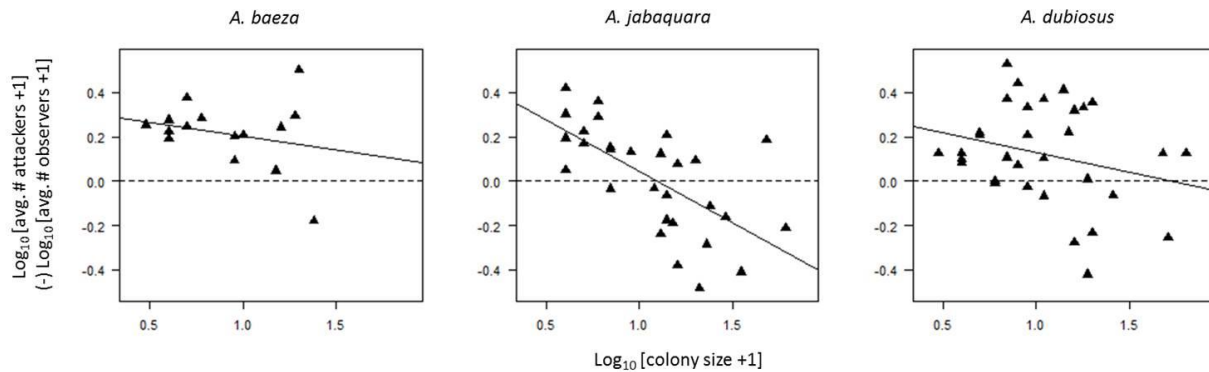 A. baeza
A. jabaquara
A. dubiosus
Log10 [avg. # attackers +1]
(-) Log10 [avg. # observers +1]
0.4
0.2
0.0
-0.2
-0.4
0.5 1.0 1.5
0.4
0.2
0.0
-0.2
-0.4
0.5 1.0 1.5
0.4
0.2
0.0
-0.2
-0.4
0.5 1.0 1.5
Log10 [colony size +1]